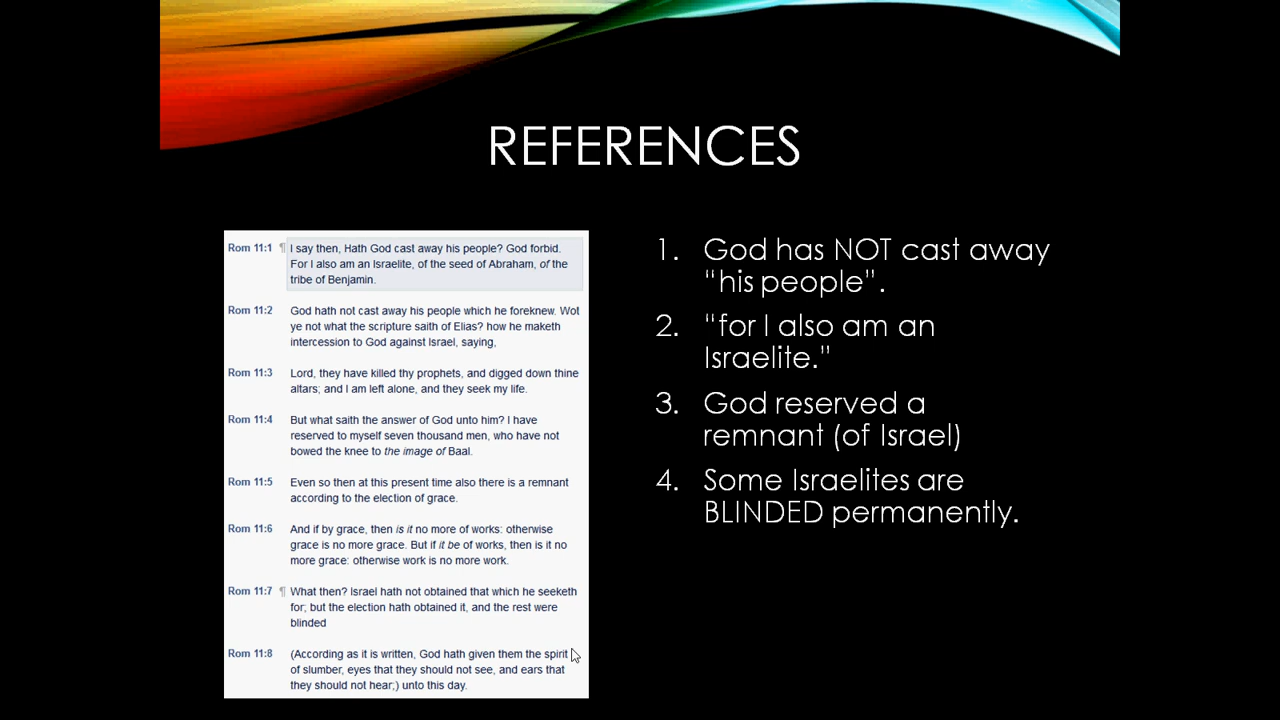 REFERENCES
Rom 11:1 ¶ I say then, Hath God cast away his people? God forbid.
For I also am an Israelite, of the seed of Abraham, of the
tribe of Benjamin.
Rom 11:2 God hath not cast away his people which he foreknew. Wot
ye not what the scripture saith of Elias? how he maketh
intercession to God against Israel, saying,
Rom 11:3 Lord, they have killed thy prophets, and digged down thine
altars; and I am left alone, and they seek my life.
Rom 11:4 But what saith the answer of God unto him? I have
reserved to myself seven thousand men, who have not
bowed the knee to the image of Baal.
Rom 11:5 Even so then at this present time also there is a remnant
according to the election of grace.
Rom 11:6 And if by grace, then is it no more of works: otherwise
grace is no more grace. But if it be of works, then is it no
more grace: otherwise work is no more work.
Rom 11:7 ¶ What then? Israel hath not obtained that which he seeketh
for; but the election hath obtained it, and the rest were
blinded
Rom 11:8 (According as it is written, God hath given them the spirit
of slumber, eyes that they should not see, and ears that
they should not hear;) unto this day.
1. God has NOT cast away
“his people”.
2. “for I also am an
Israelite.”
3. God reserved a
remnant (of Israel)
4. Some Israelites are
BLINDED permanently.